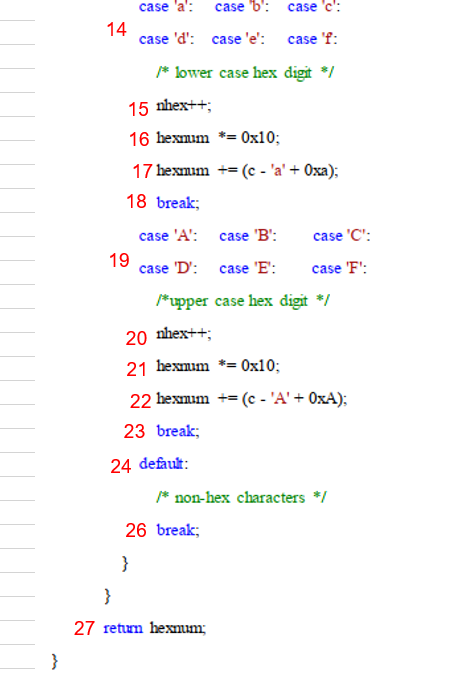 case 'a': case 'b': case 'c':
14
case 'd': case 'e': case 'f':
/* lower case hex digit */
15 nhex++;
16 hexnum *= 0x10;
17 hexnum += (c - 'a' + 0xa);
18 break;
case 'A': case 'B': case 'C':
19
case 'D': case 'E': case 'F':
/*upper case hex digit */
20 nhex++;
21 hexnum *= 0x10;
22 hexnum += (c - 'A' + 0xA);
23 break;
24 default:
/* non-hex characters */
26 break;
}
}
27 return hexnum;
}